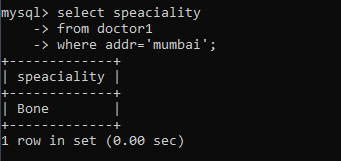 mysql> select speaciality
    -> from doctor1
    -> where addr='mumbai';
+-------------+
| speaciality |
+-------------+
| Bone        |
+-------------+
1 row in set (0.00 sec)